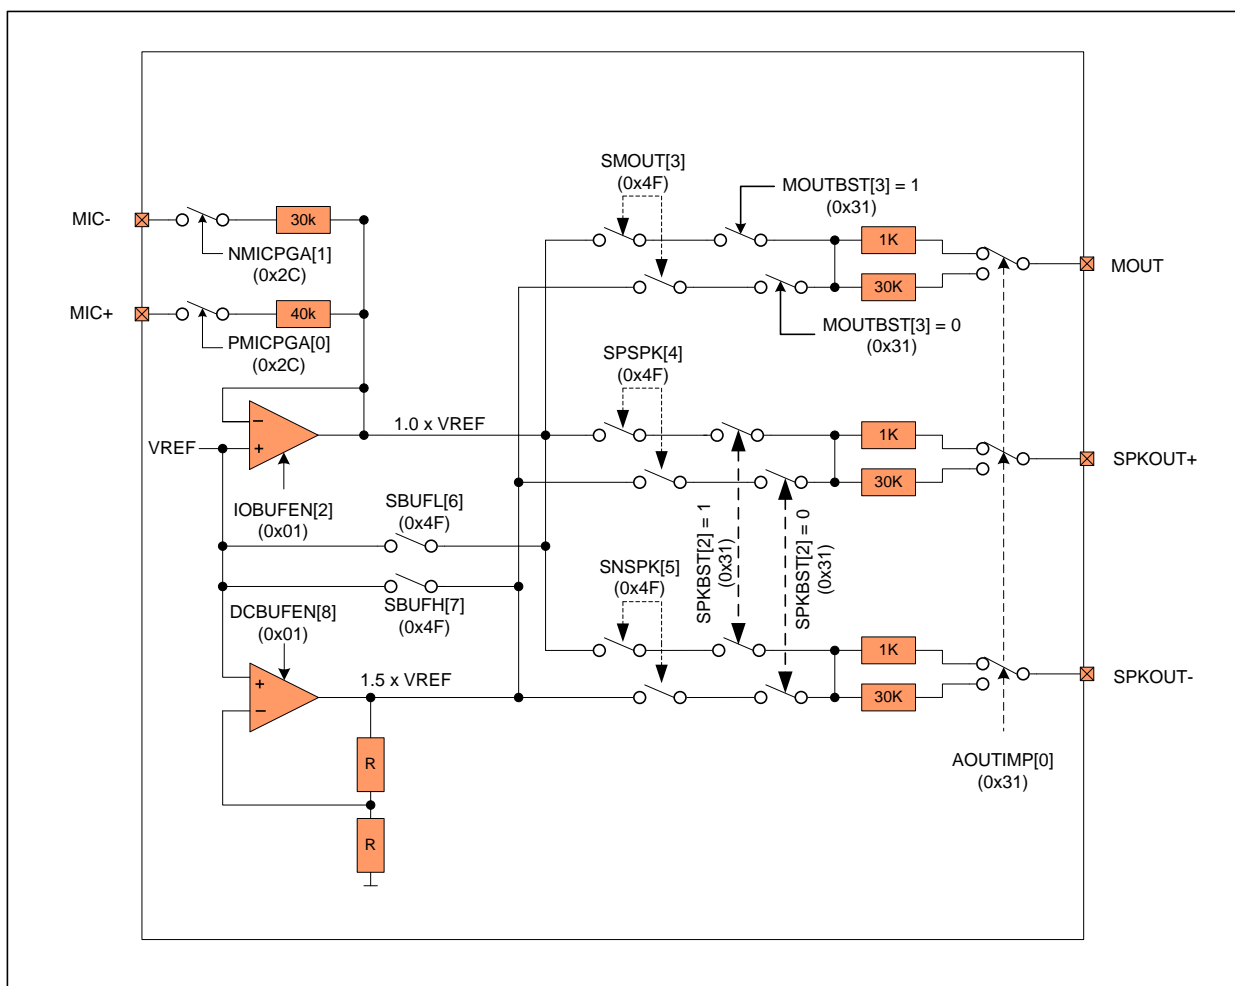 SMOUT[3]
(0x4F)
MOUTBST[3] = 1
(0x31)
MIC-
30k
NMICPGA[1]
(0x2C)
1K
MOUT
30K
MIC+
40k
PMICPGA[0]
(0x2C)
MOUTBST[3] = 0
(0x31)
SPSPK[4]
(0x4F)
VREF
1.0 x VREF
1K
SPKOUT+
30K
IOBUFEN[2]
(0x01)
SBUFL[6]
(0x4F)
SPKBST[2] = 1
(0x31)
SPKBST[2] = 0
(0x31)
SNSPK[5]
(0x4F)
SBUFH[7]
(0x4F)
DCBUFEN[8]
(0x01)
1.5 x VREF
1K
SPKOUT-
30K
R
R
AOUTIMP[0]
(0x31)